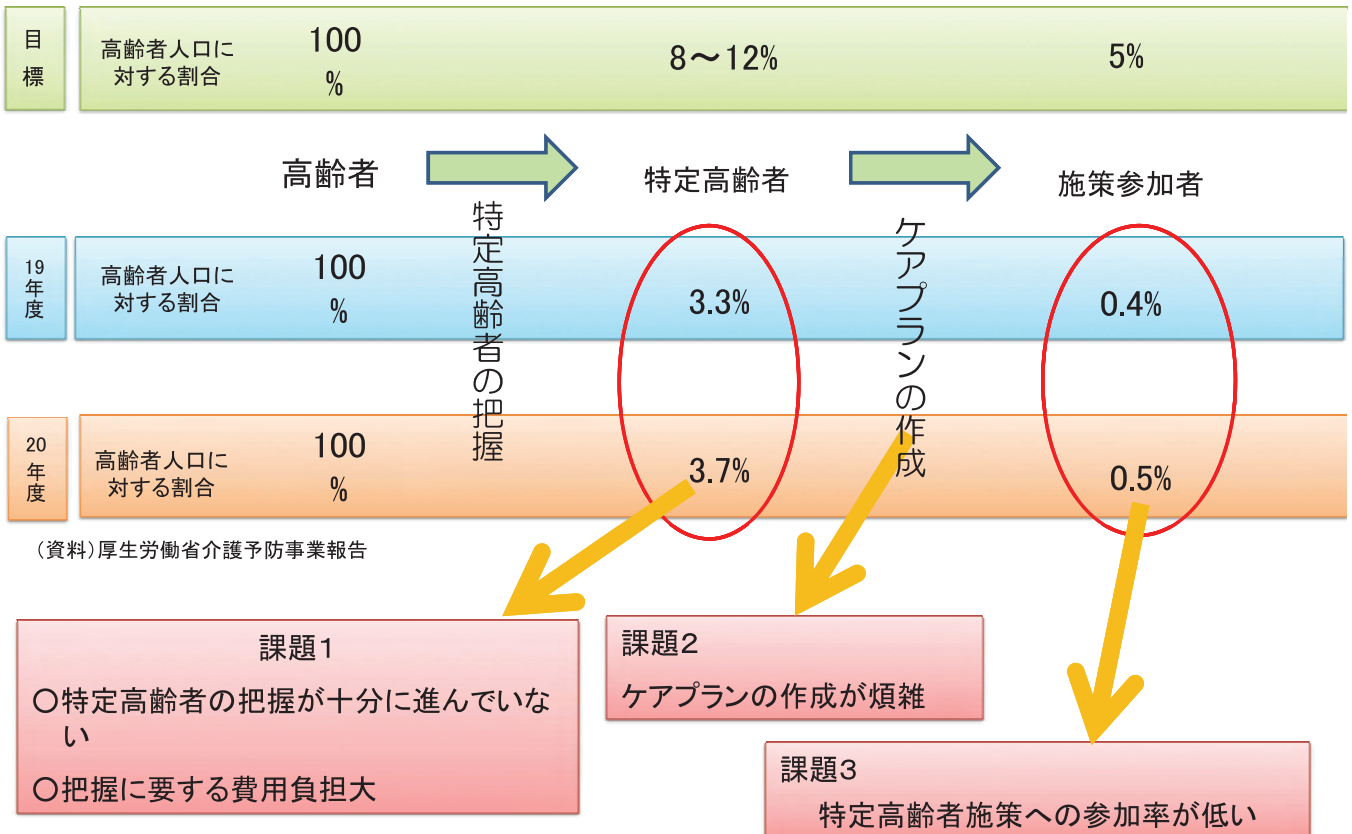 目
標
高齢者人口に
対する割合
100
%
8～12%
5%
高齢者
特定高齢者の把握
特定高齢者
ケアプランの作成
施策参加者
19
年
度
高齢者人口に
対する割合
100
%
3.3%
0.4%
20
年
度
高齢者人口に
対する割合
100
%
3.7%
0.5%
（資料）厚生労働省介護予防事業報告
課題１
○特定高齢者の把握が十分に進んでいな
い
○把握に要する費用負担大
課題２
ケアプランの作成が煩雑
課題３
特定高齢者施策への参加率が低い